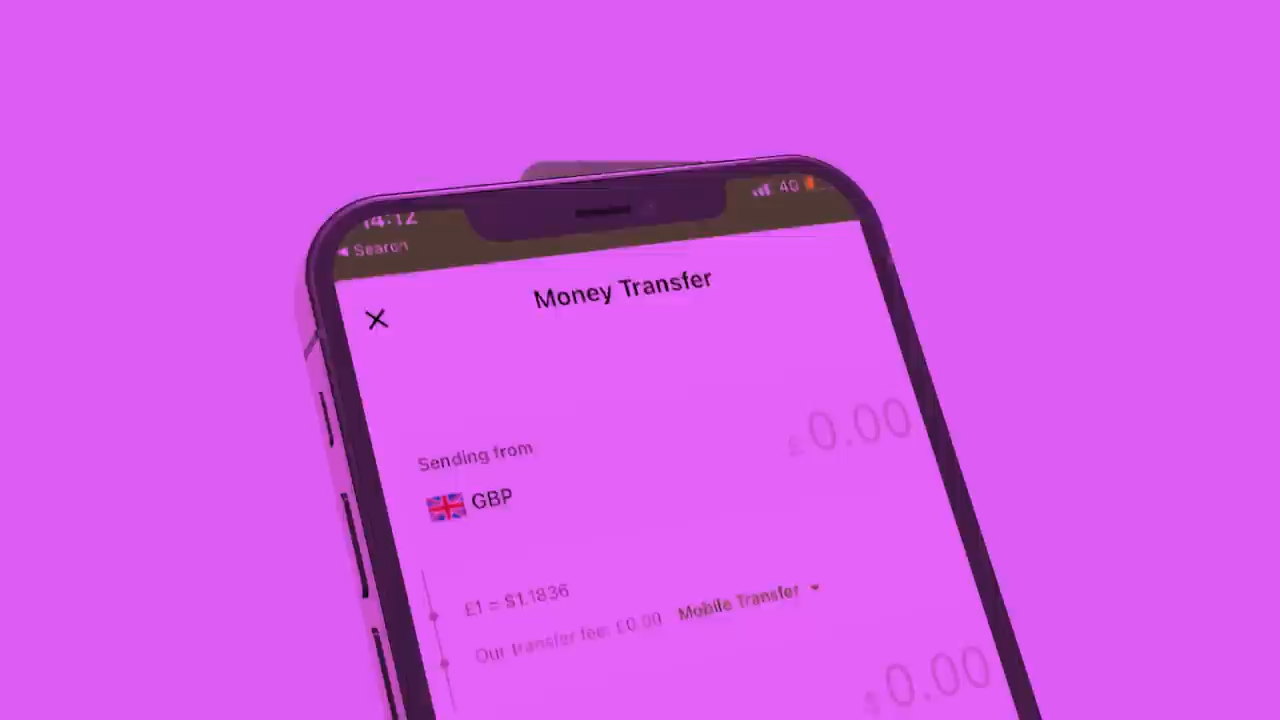 14:12
4G
◀ Search
Money Transfer
£0.00
Sending from
GBP
£1 = $1.1836
Our transfer fee: £0.00 Mobile Transfer
$0.00